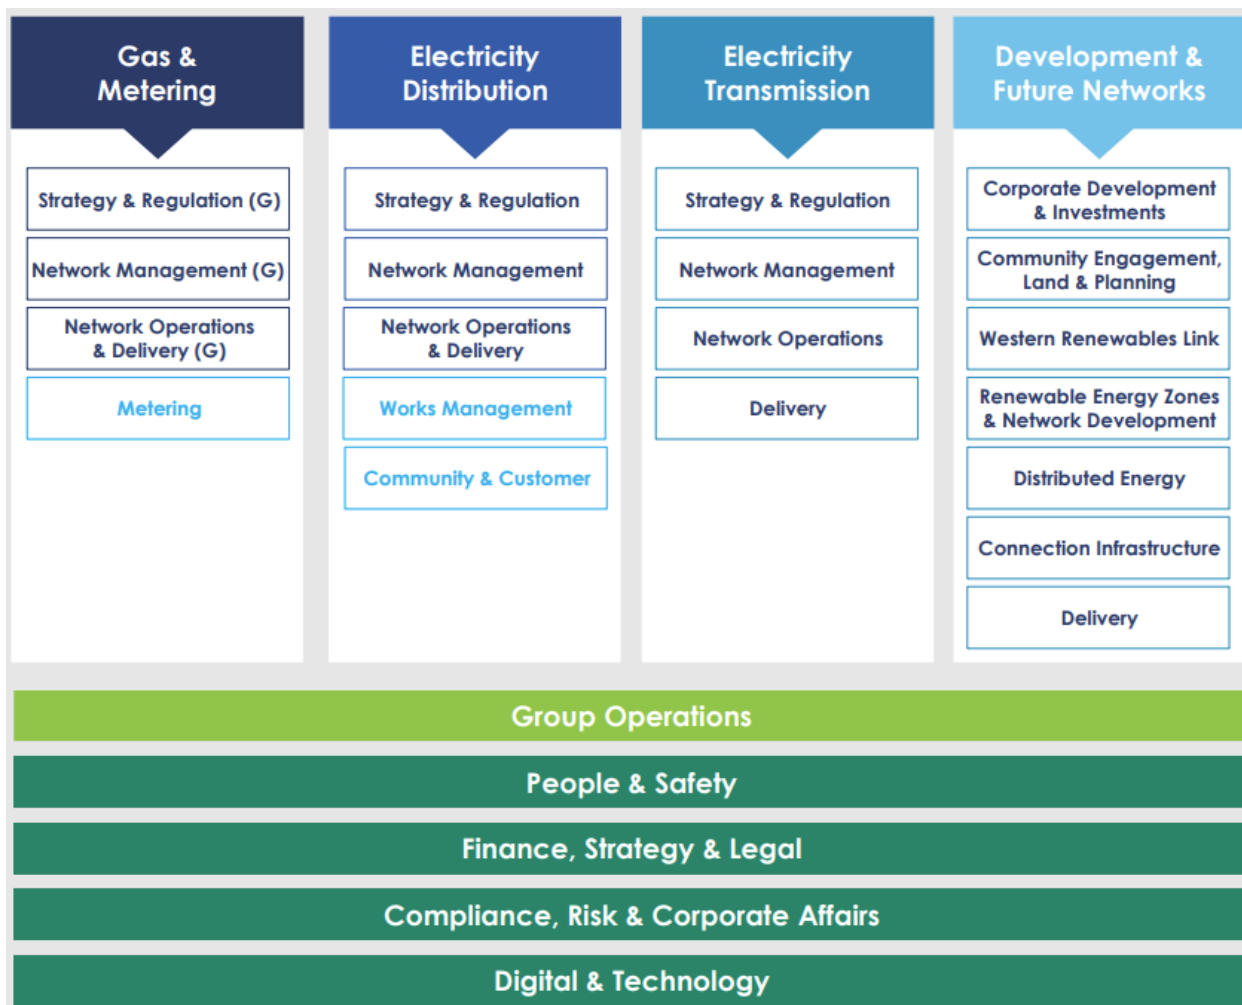 Gas &
Metering
Strategy & Regulation (G)
Network Management (G)
Network Operations
& Delivery (G)
Metering
Electricity
Distribution
Strategy & Regulation
Network Management
Network Operations
& Delivery
Works Management
Community & Customer
Electricity
Transmission
Strategy & Regulation
Network Management
Network Operations
Delivery
Development &
Future Networks
Corporate Development
& Investments
Community Engagement,
Land & Planning
Western Renewables Link
Renewable Energy Zones
& Network Development
Distributed Energy
Connection Infrastructure
Delivery
Group Operations
People & Safety
Finance, Strategy & Legal
Compliance, Risk & Corporate Affairs
Digital & Technology